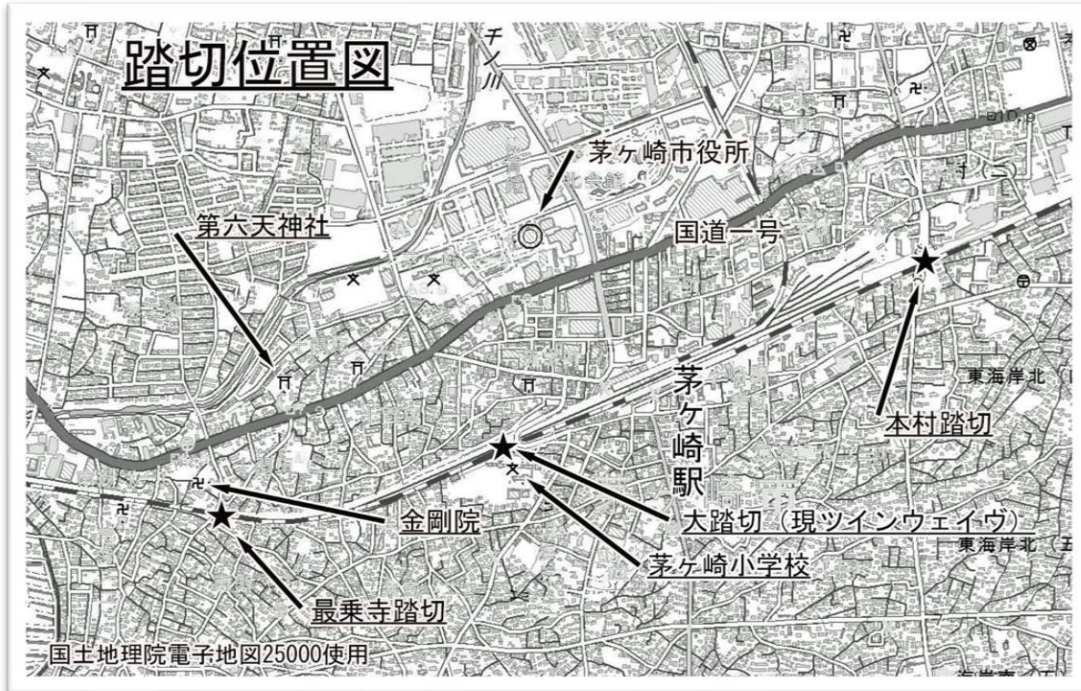 踏切位置図
チノ川
茅ヶ崎市役所
第六天神社
国道一号
茅ヶ崎駅
東海岸北
本村踏切
金剛院
大踏切（現ツインウェイヴ）
東海岸北（五
茅ヶ崎小学校
最乗寺踏切
国土地理院電子地図25000使用